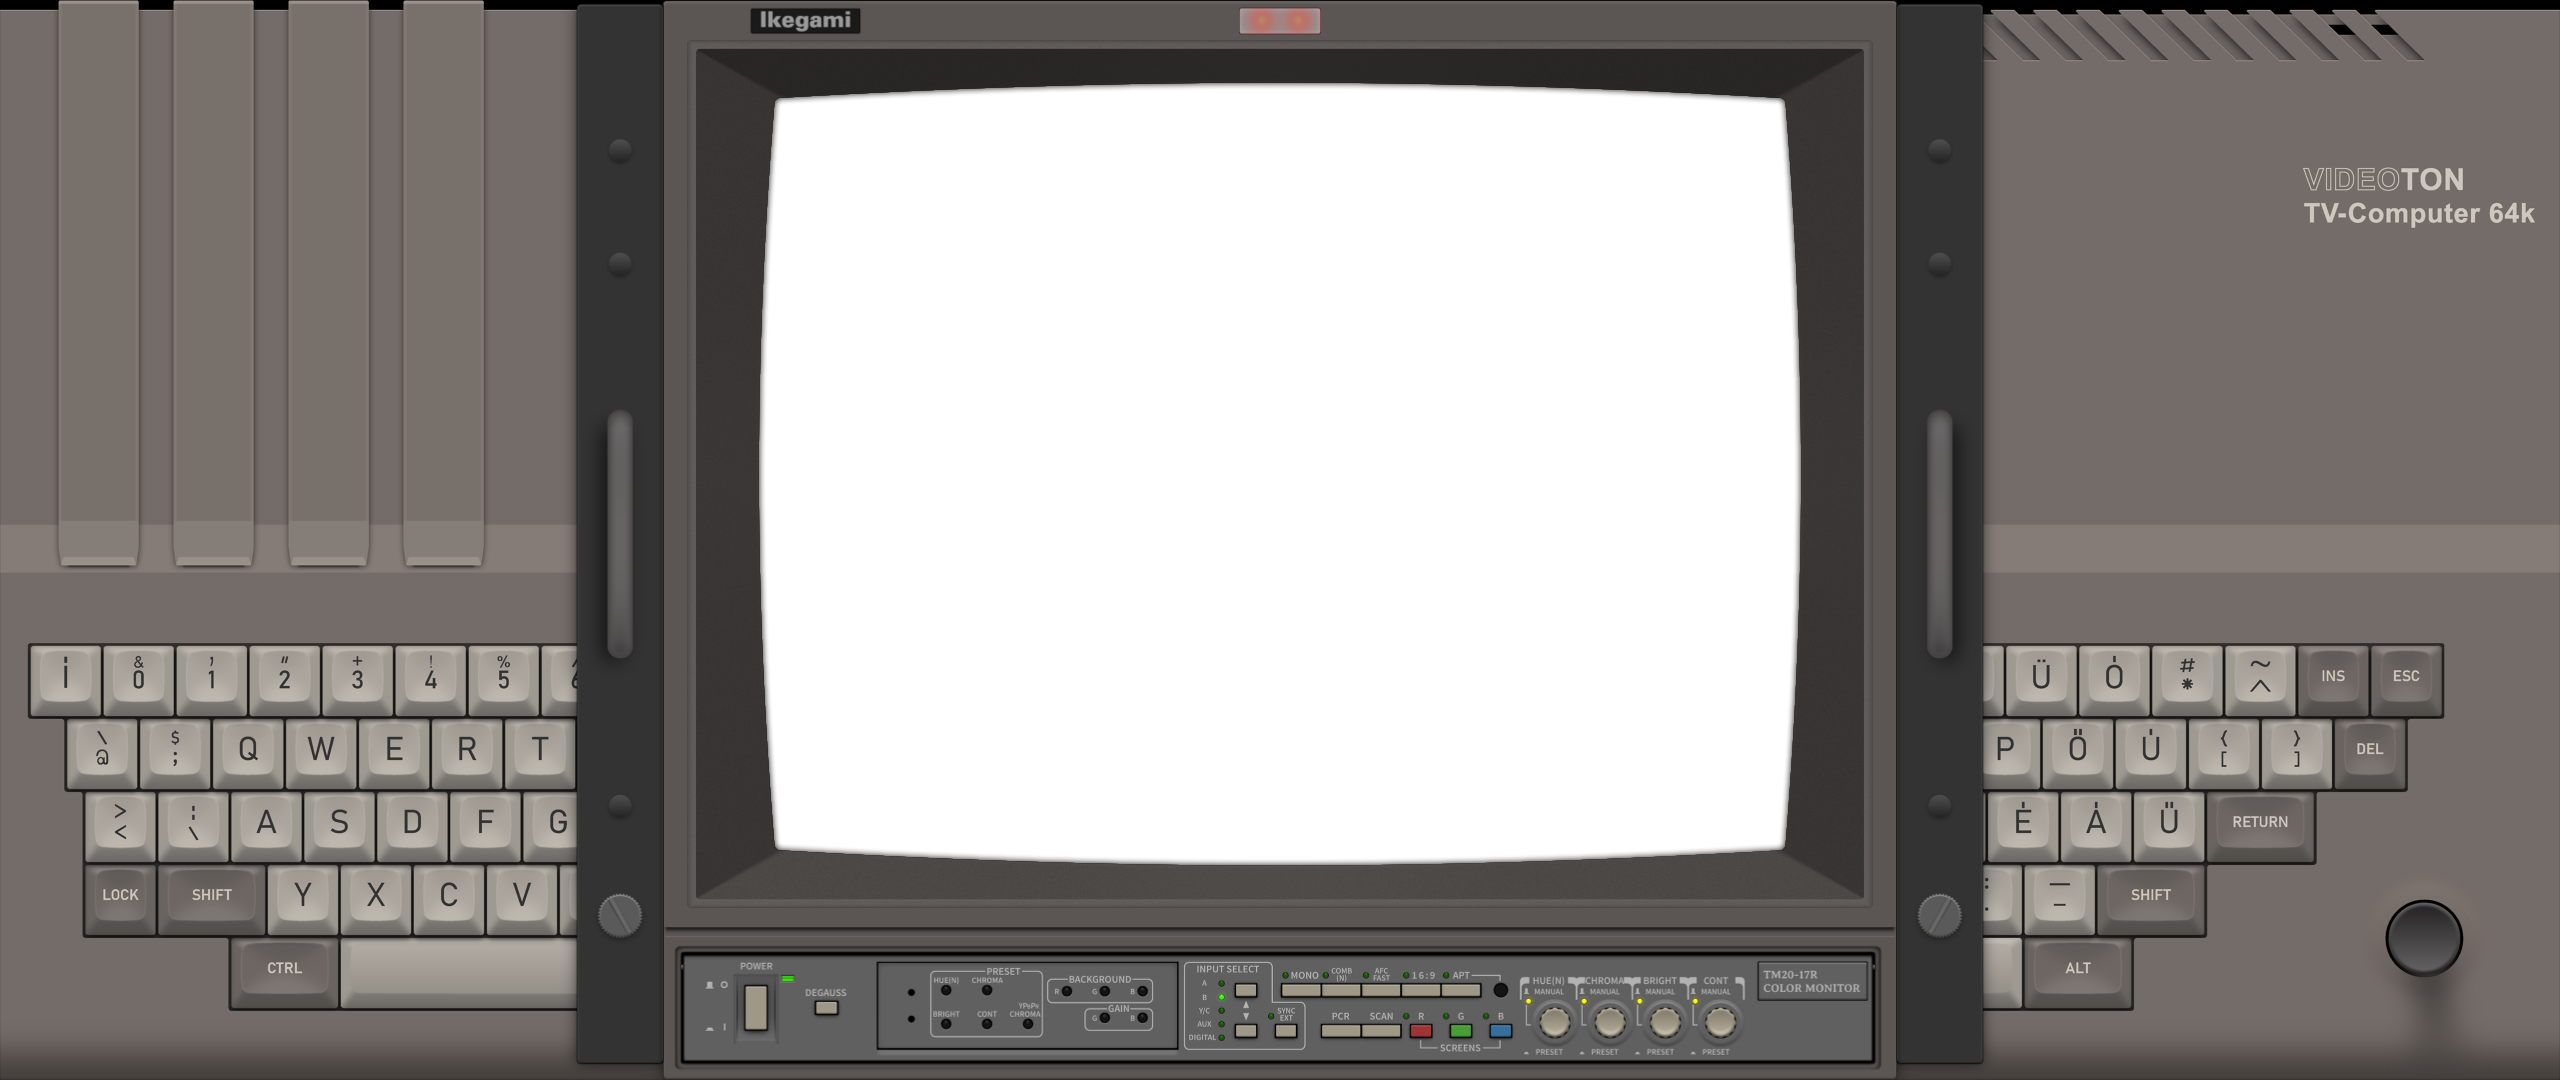 Ikegami
VIDEOTON
TV-Computer 64k
Í & 0 ' 1 " 2 + 3 ! 4 % 5
Ü Ó # * ~ ^ INS ESC
\ @ $ ; Q W E R T
P Ö Ú { [ } ] DEL
> < ¦ \ A S D F G
É Á Ű RETURN
LOCK SHIFT Y X C V
: . — – SHIFT
CTRL
ALT
POWER
DEGAUSS
PRESET
HUE(N) CHROMA
BRIGHT CONT YPBPR CHROMA
BACKGROUND
R G B
GAIN
G B
INPUT SELECT
A
B
Y/C
AUX
DIGITAL
SYNC EXT
MONO COMB (N) AFC FAST 16:9 APT
PCR SCAN R G B
SCREENS
HUE(N) CHROMA BRIGHT CONT
MANUAL MANUAL MANUAL MANUAL
PRESET PRESET PRESET PRESET
TM20-17R
COLOR MONITOR